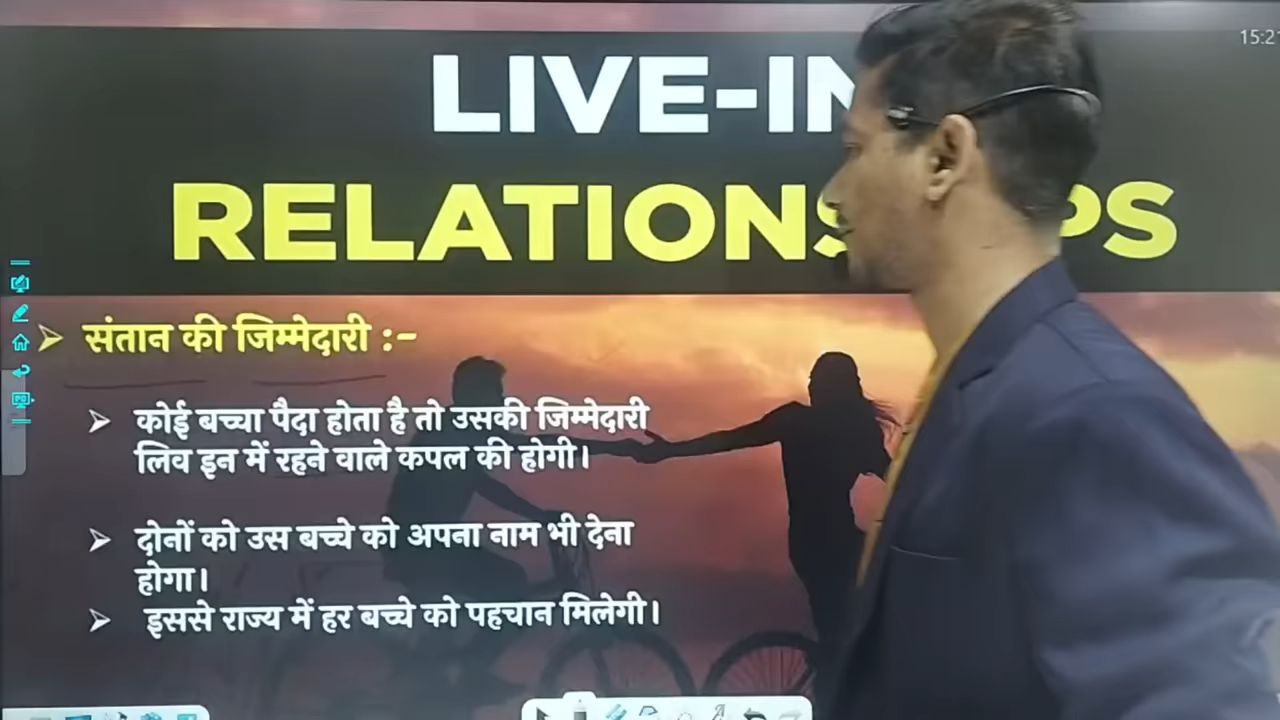 15:21
LIVE-IN
RELATIONS PS
संतान की जिम्मेदारी :-
कोई बच्चा पैदा होता है तो उसकी जिम्मेदारी
लिव इन में रहने वाले कपल की होगी।
दोनों को उस बच्चे को अपना नाम भी देना
होगा।
इससे राज्य में हर बच्चे को पहचान मिलेगी।